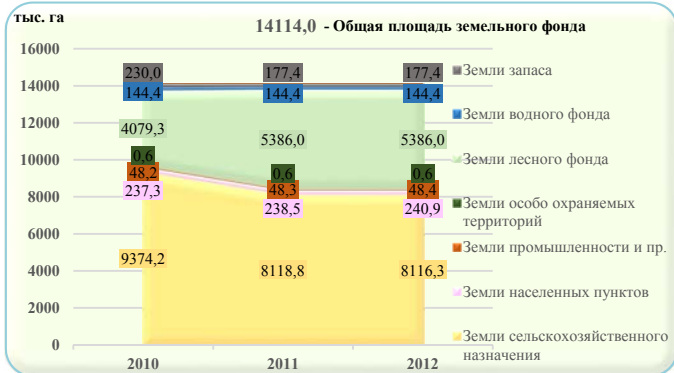 тыс. га
14114,0 - Общая площадь земельного фонда
16000
14000
12000
10000
8000
6000
4000
2000
0
230,0 177,4 177,4
144,4 144,4 144,4
4079,3 5386,0 5386,0
0,6 0,6 0,6
48,2 48,3 48,4
237,3 238,5 240,9
9374,2 8118,8 8116,3
2010 2011 2012
Земли запаса
Земли водного фонда
Земли лесного фонда
Земли особо охраняемых
территорий
Земли промышленности и пр.
Земли населенных пунктов
Земли сельскохозяйственного
назначения